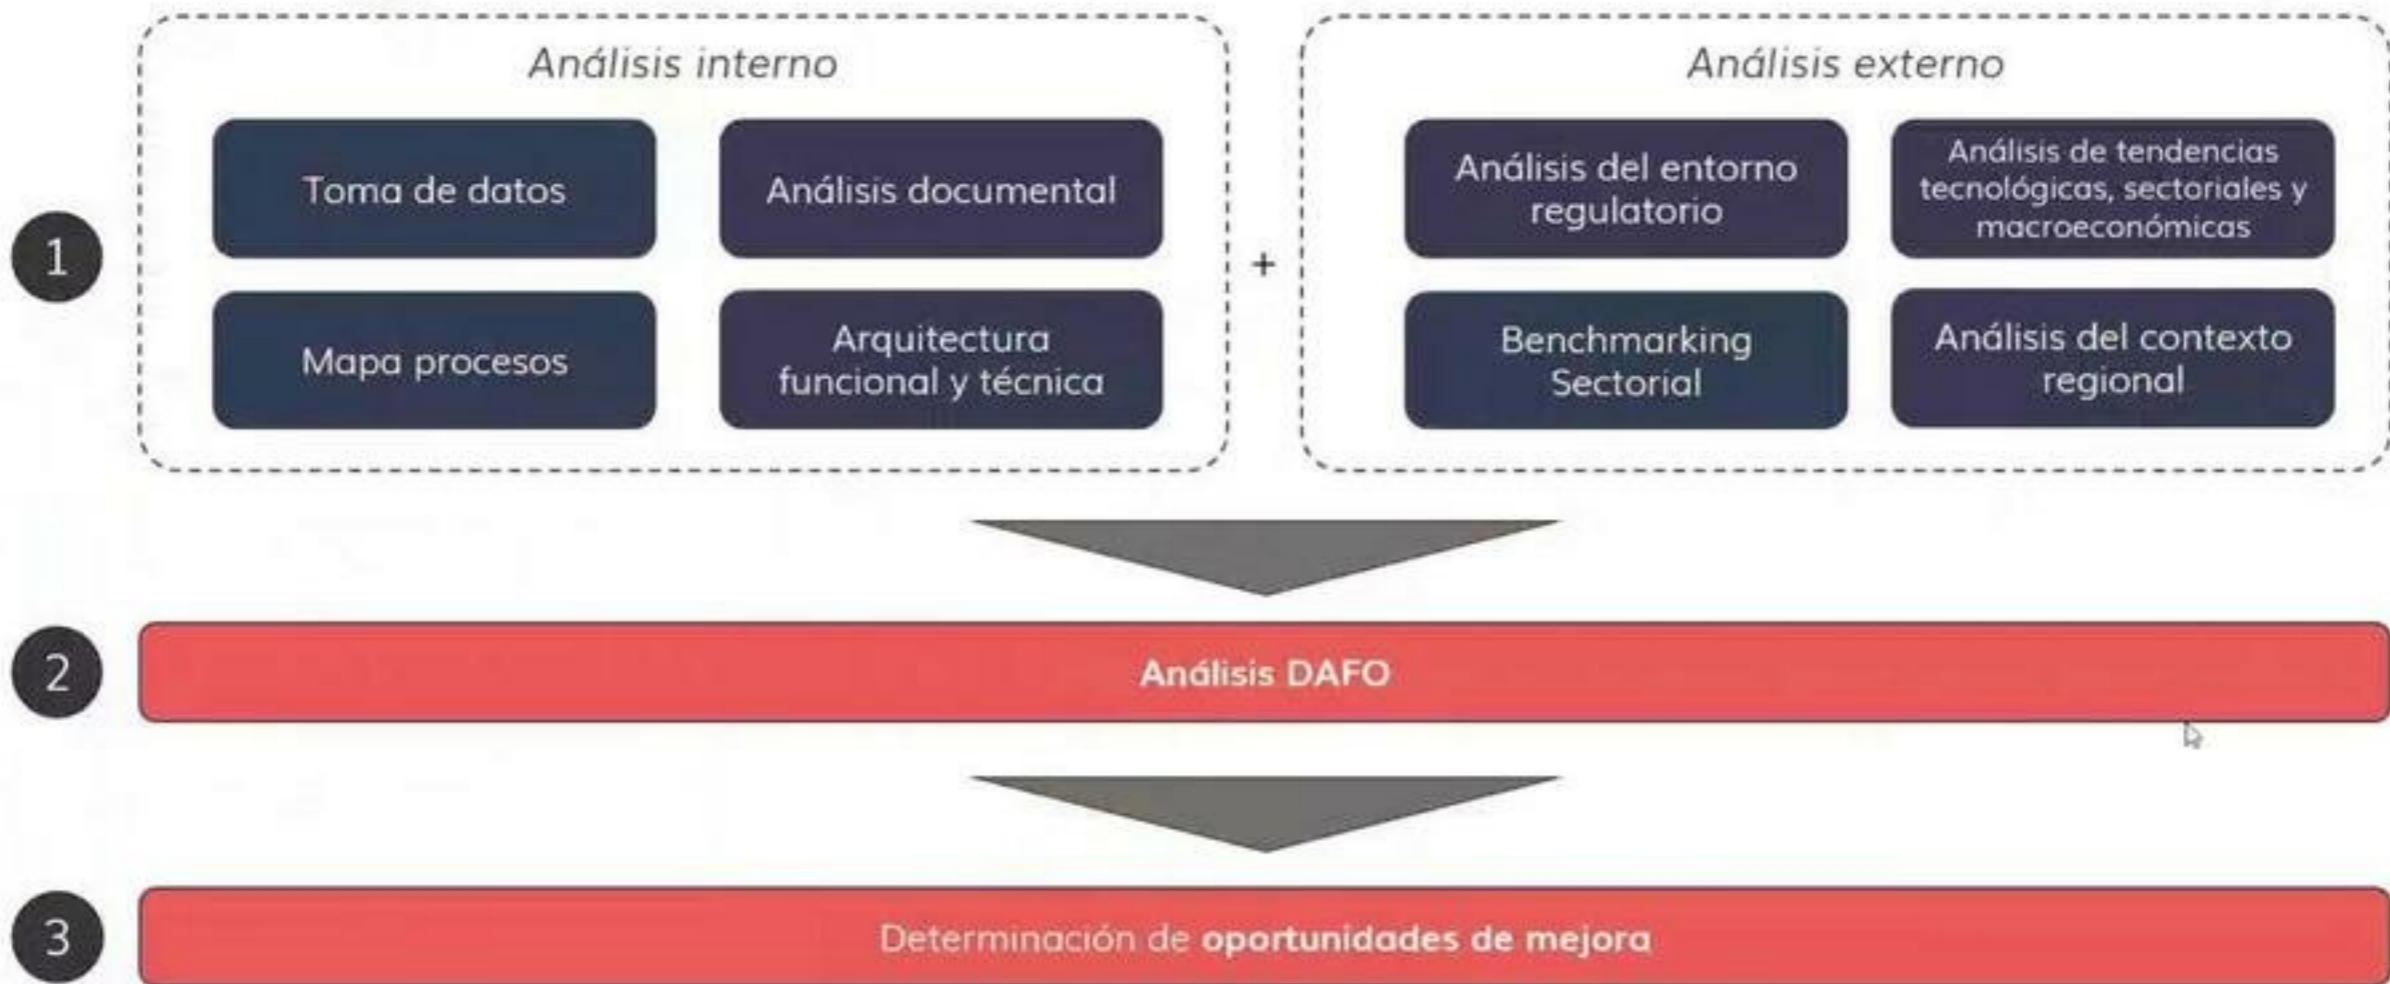 Análisis interno
Análisis externo
1
Toma de datos
Análisis documental
Mapa procesos
Arquitectura
funcional y técnica
+
Análisis del entorno
regulatorio
Análisis de tendencias
tecnológicas, sectoriales y
macroeconómicas
Benchmarking
Sectorial
Análisis del contexto
regional
2
Análisis DAFO
3
Determinación de oportunidades de mejora